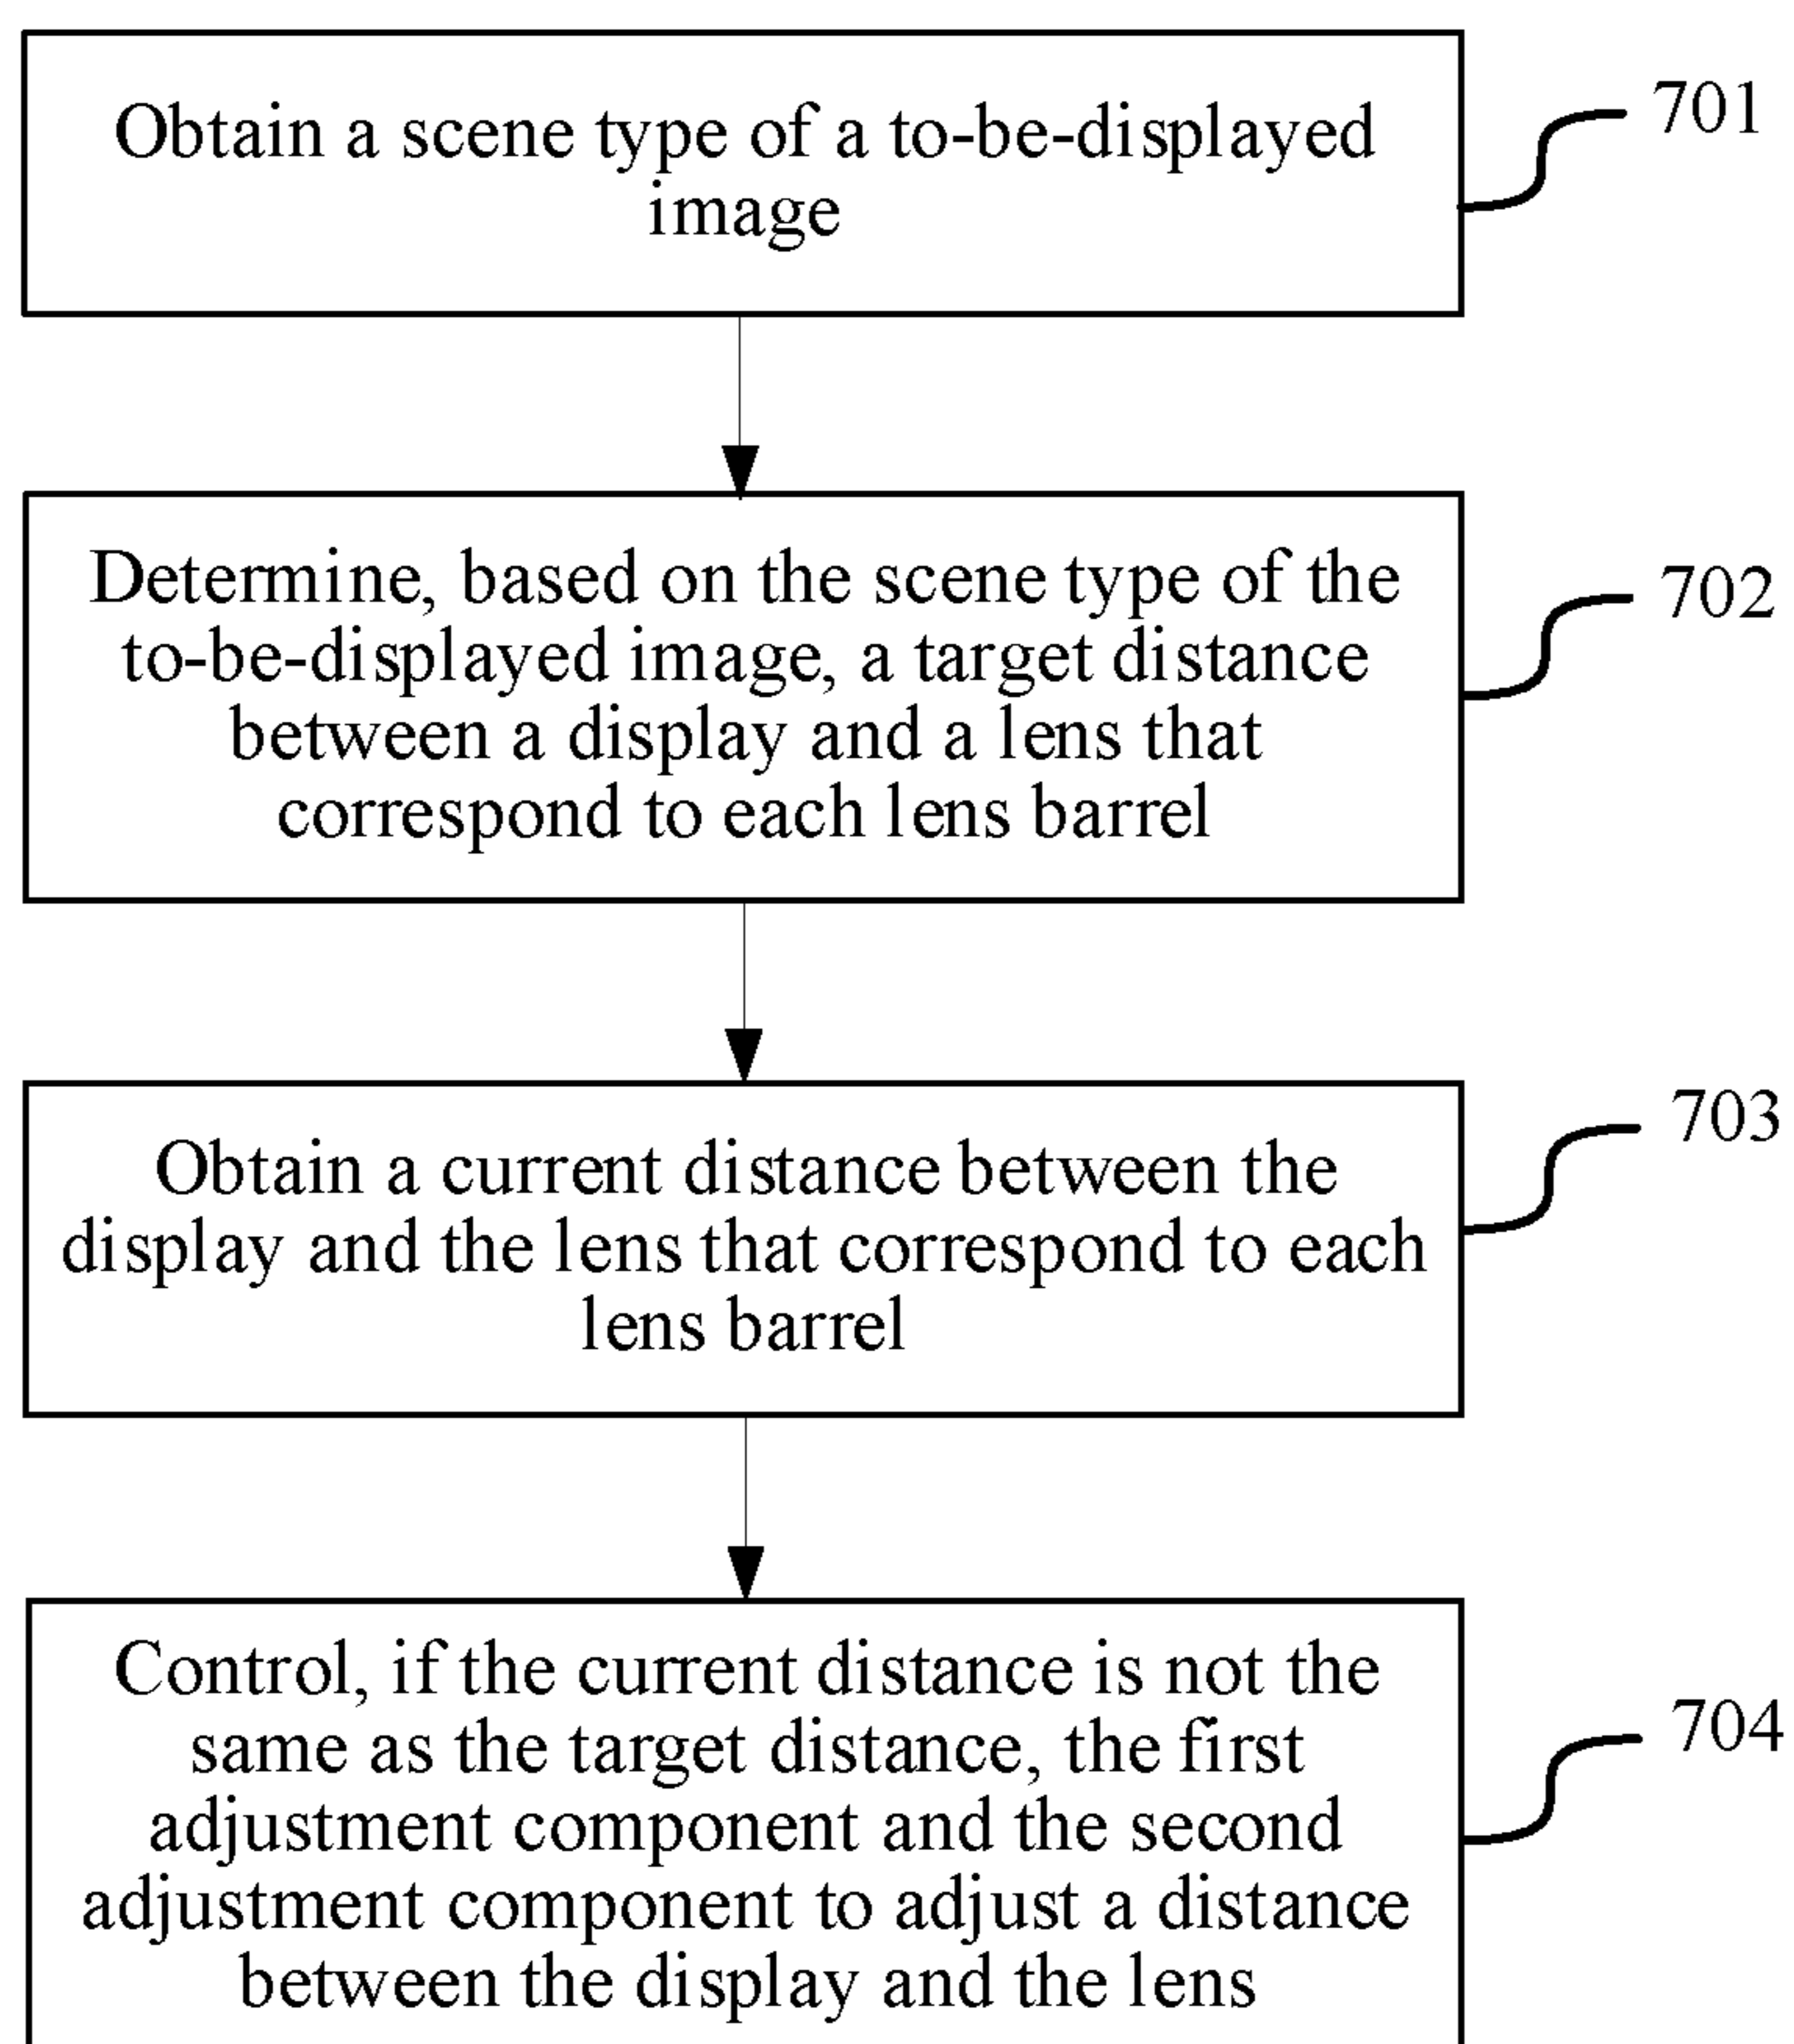 Obtain a scene type of a to-be-displayed
image
701
Determine, based on the scene type of the
to-be-displayed image, a target distance
between a display and a lens that
correspond to each lens barrel
702
Obtain a current distance between the
display and the lens that correspond to each
lens barrel
703
Control, if the current distance is not the
same as the target distance, the first
adjustment component and the second
adjustment component to adjust a distance
between the display and the lens
704